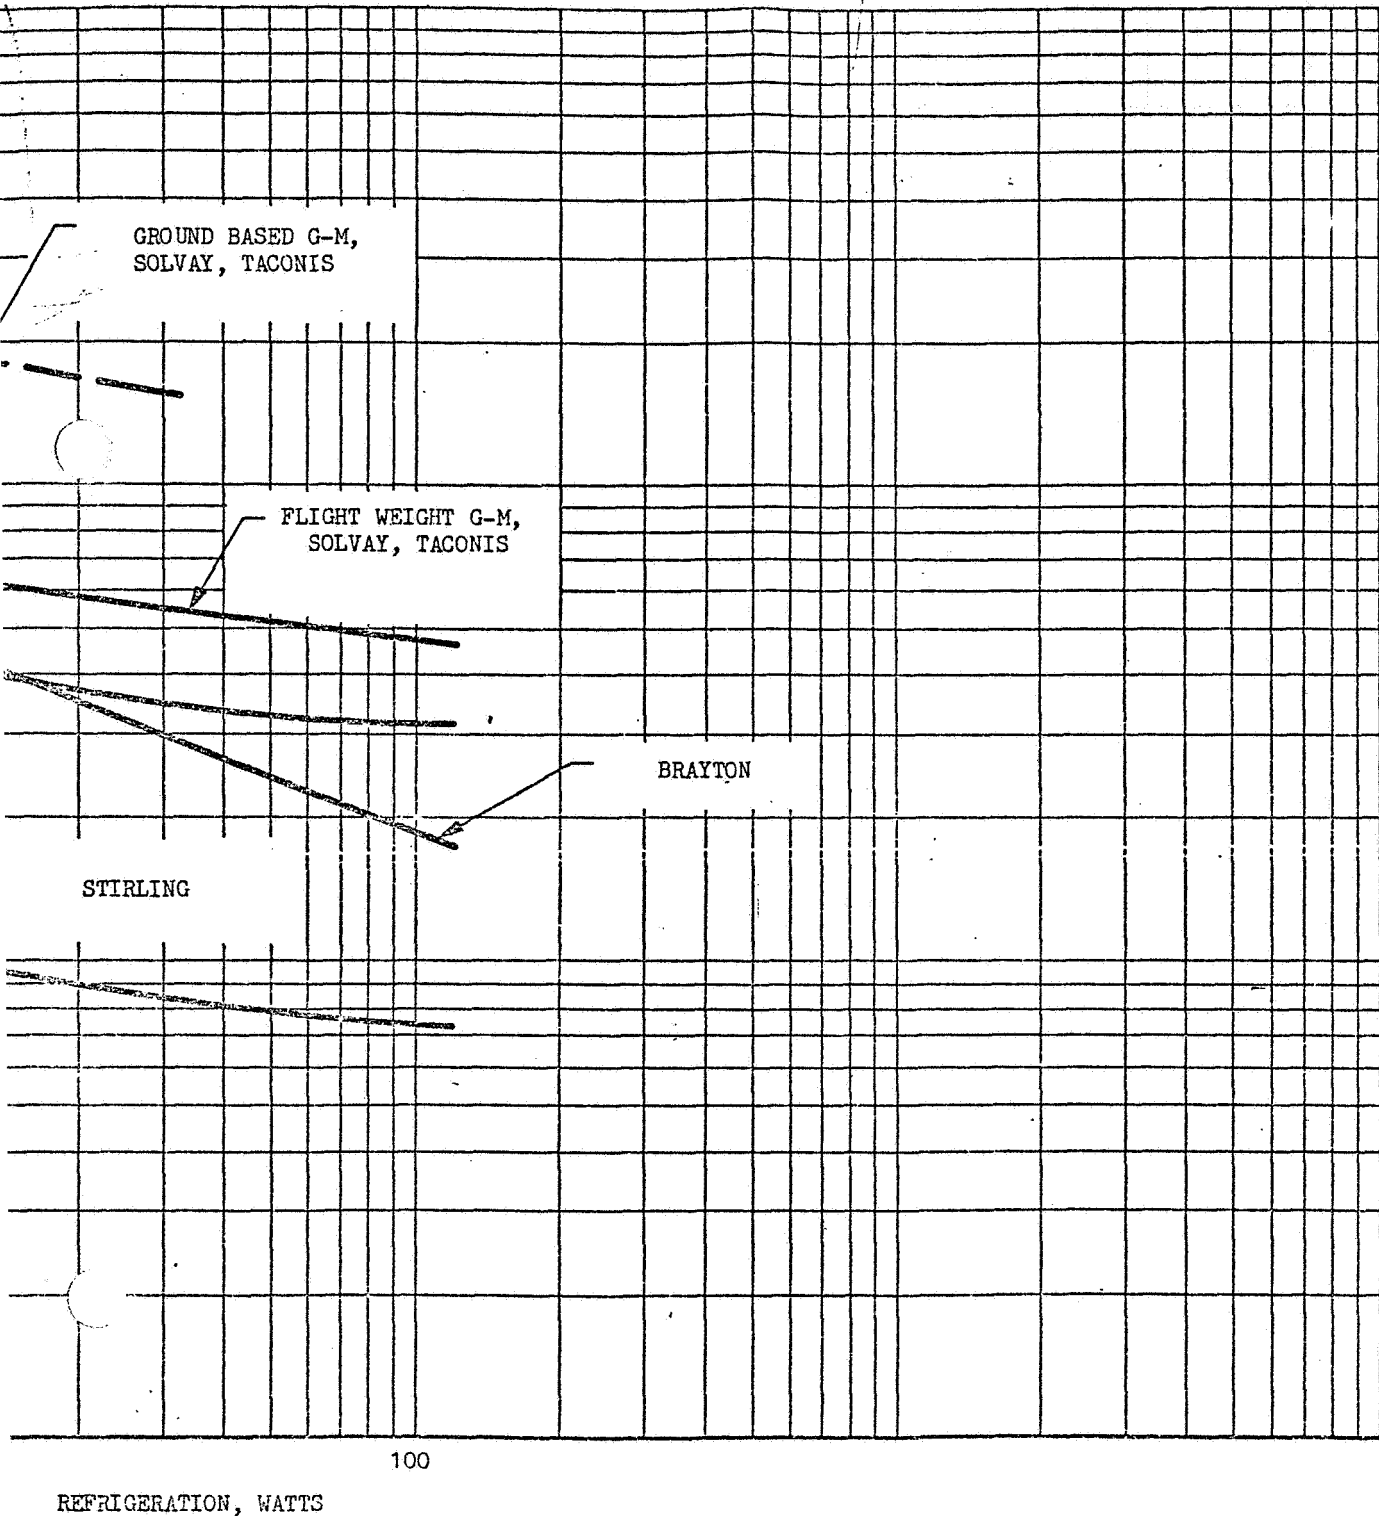 GROUND BASED G-M,
SOLVAY, TACONIS
FLIGHT WEIGHT G-M,
SOLVAY, TACONIS
BRAYTON
STIRLING
100
REFRIGERATION, WATTS